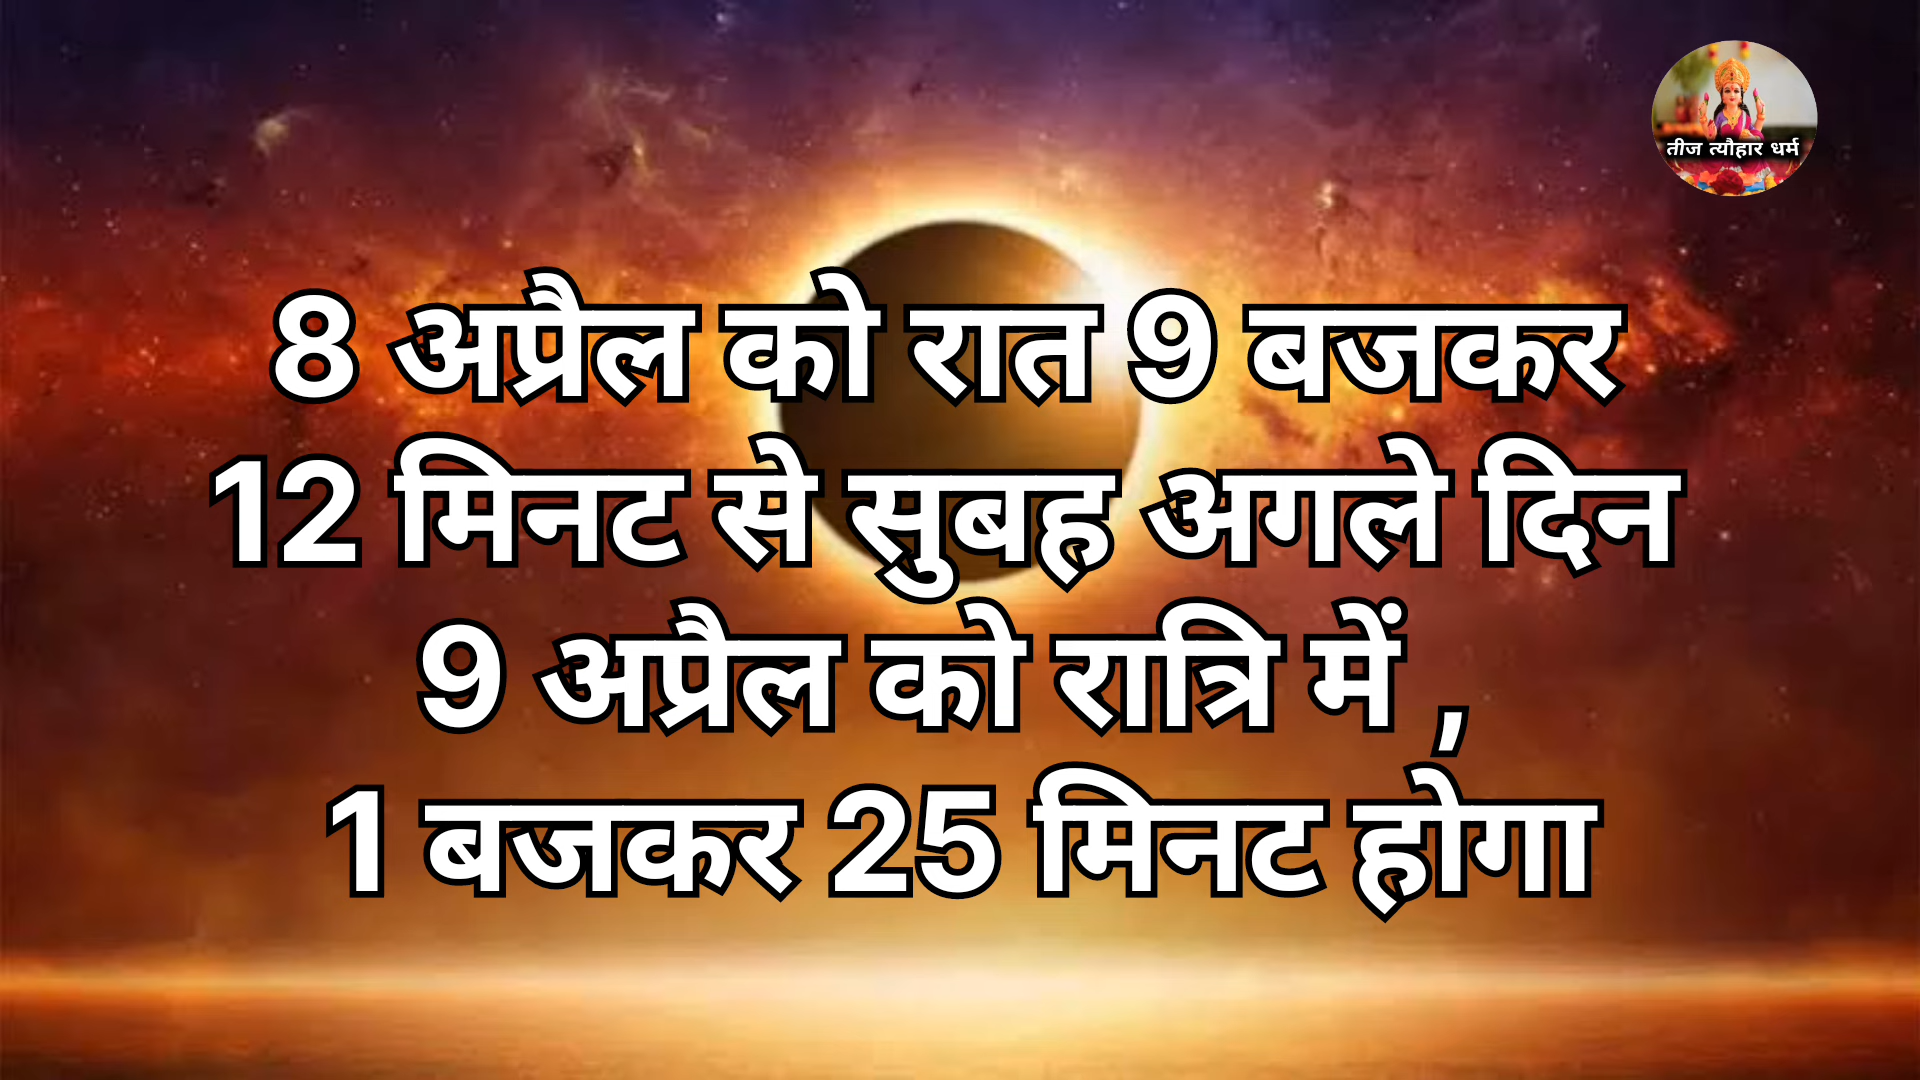 तीज त्यौहार धर्म
8 अप्रैल को रात 9 बजकर
12 मिनट से सुबह अगले दिन
9 अप्रैल को रात्रि में ,
1 बजकर 25 मिनट होगा